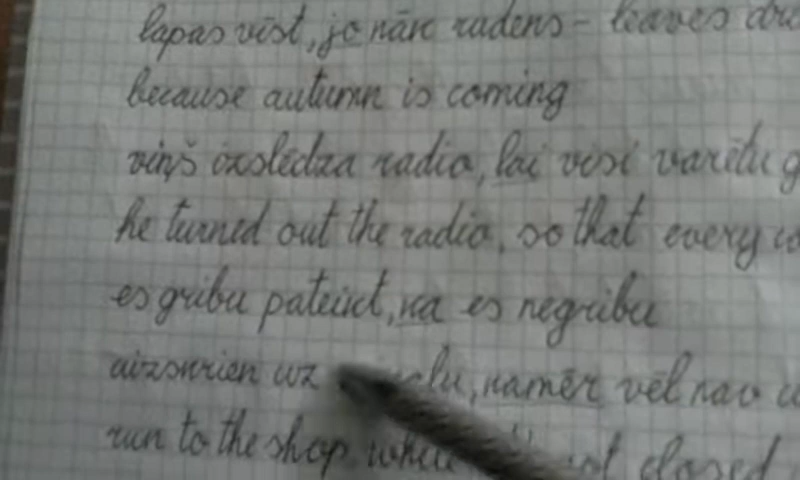 lapas vīst, jo nāk rudens - leaves
because autumn is coming
viņš izslēdza radio, lai visi varētu
he turned out the radio, so that every
es gribu pateikt, ka es negribu
aizskrien uz, kamēr vēl nav
run to the shop closed